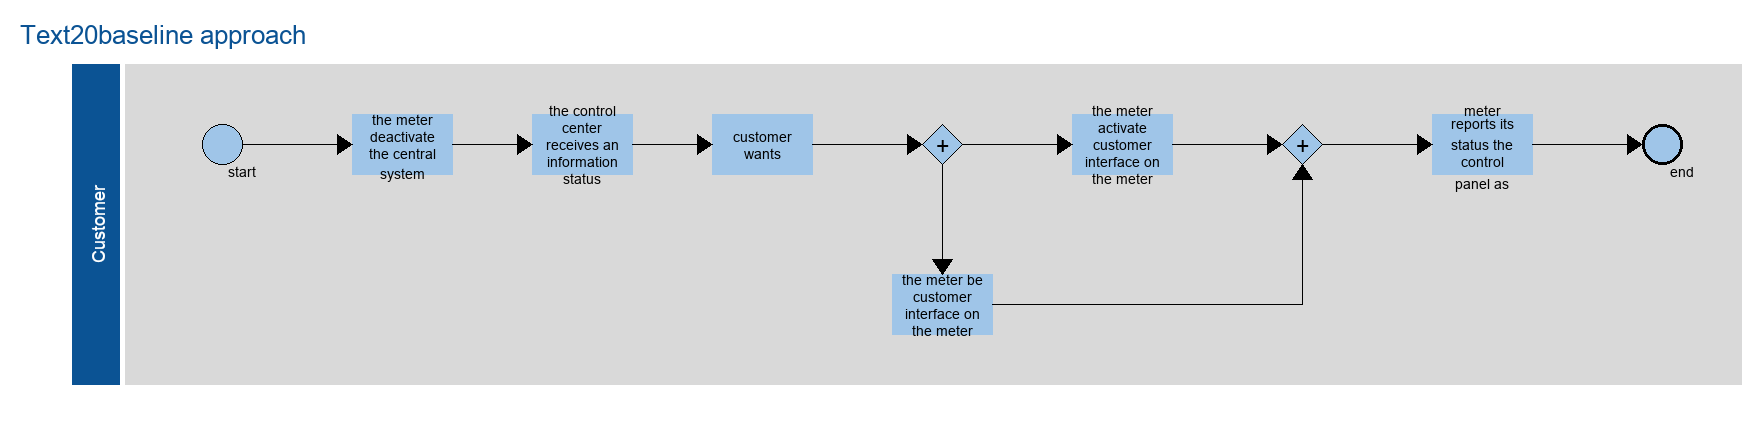 Text20baseline approach
Customer
start
the meter
deactivate
the central
system
the control
center
receives an
information
status
customer
wants
+
the meter
activate
customer
interface on
the meter
+
meter
reports its
status the
control
panel as
end
the meter be
customer
interface on
the meter